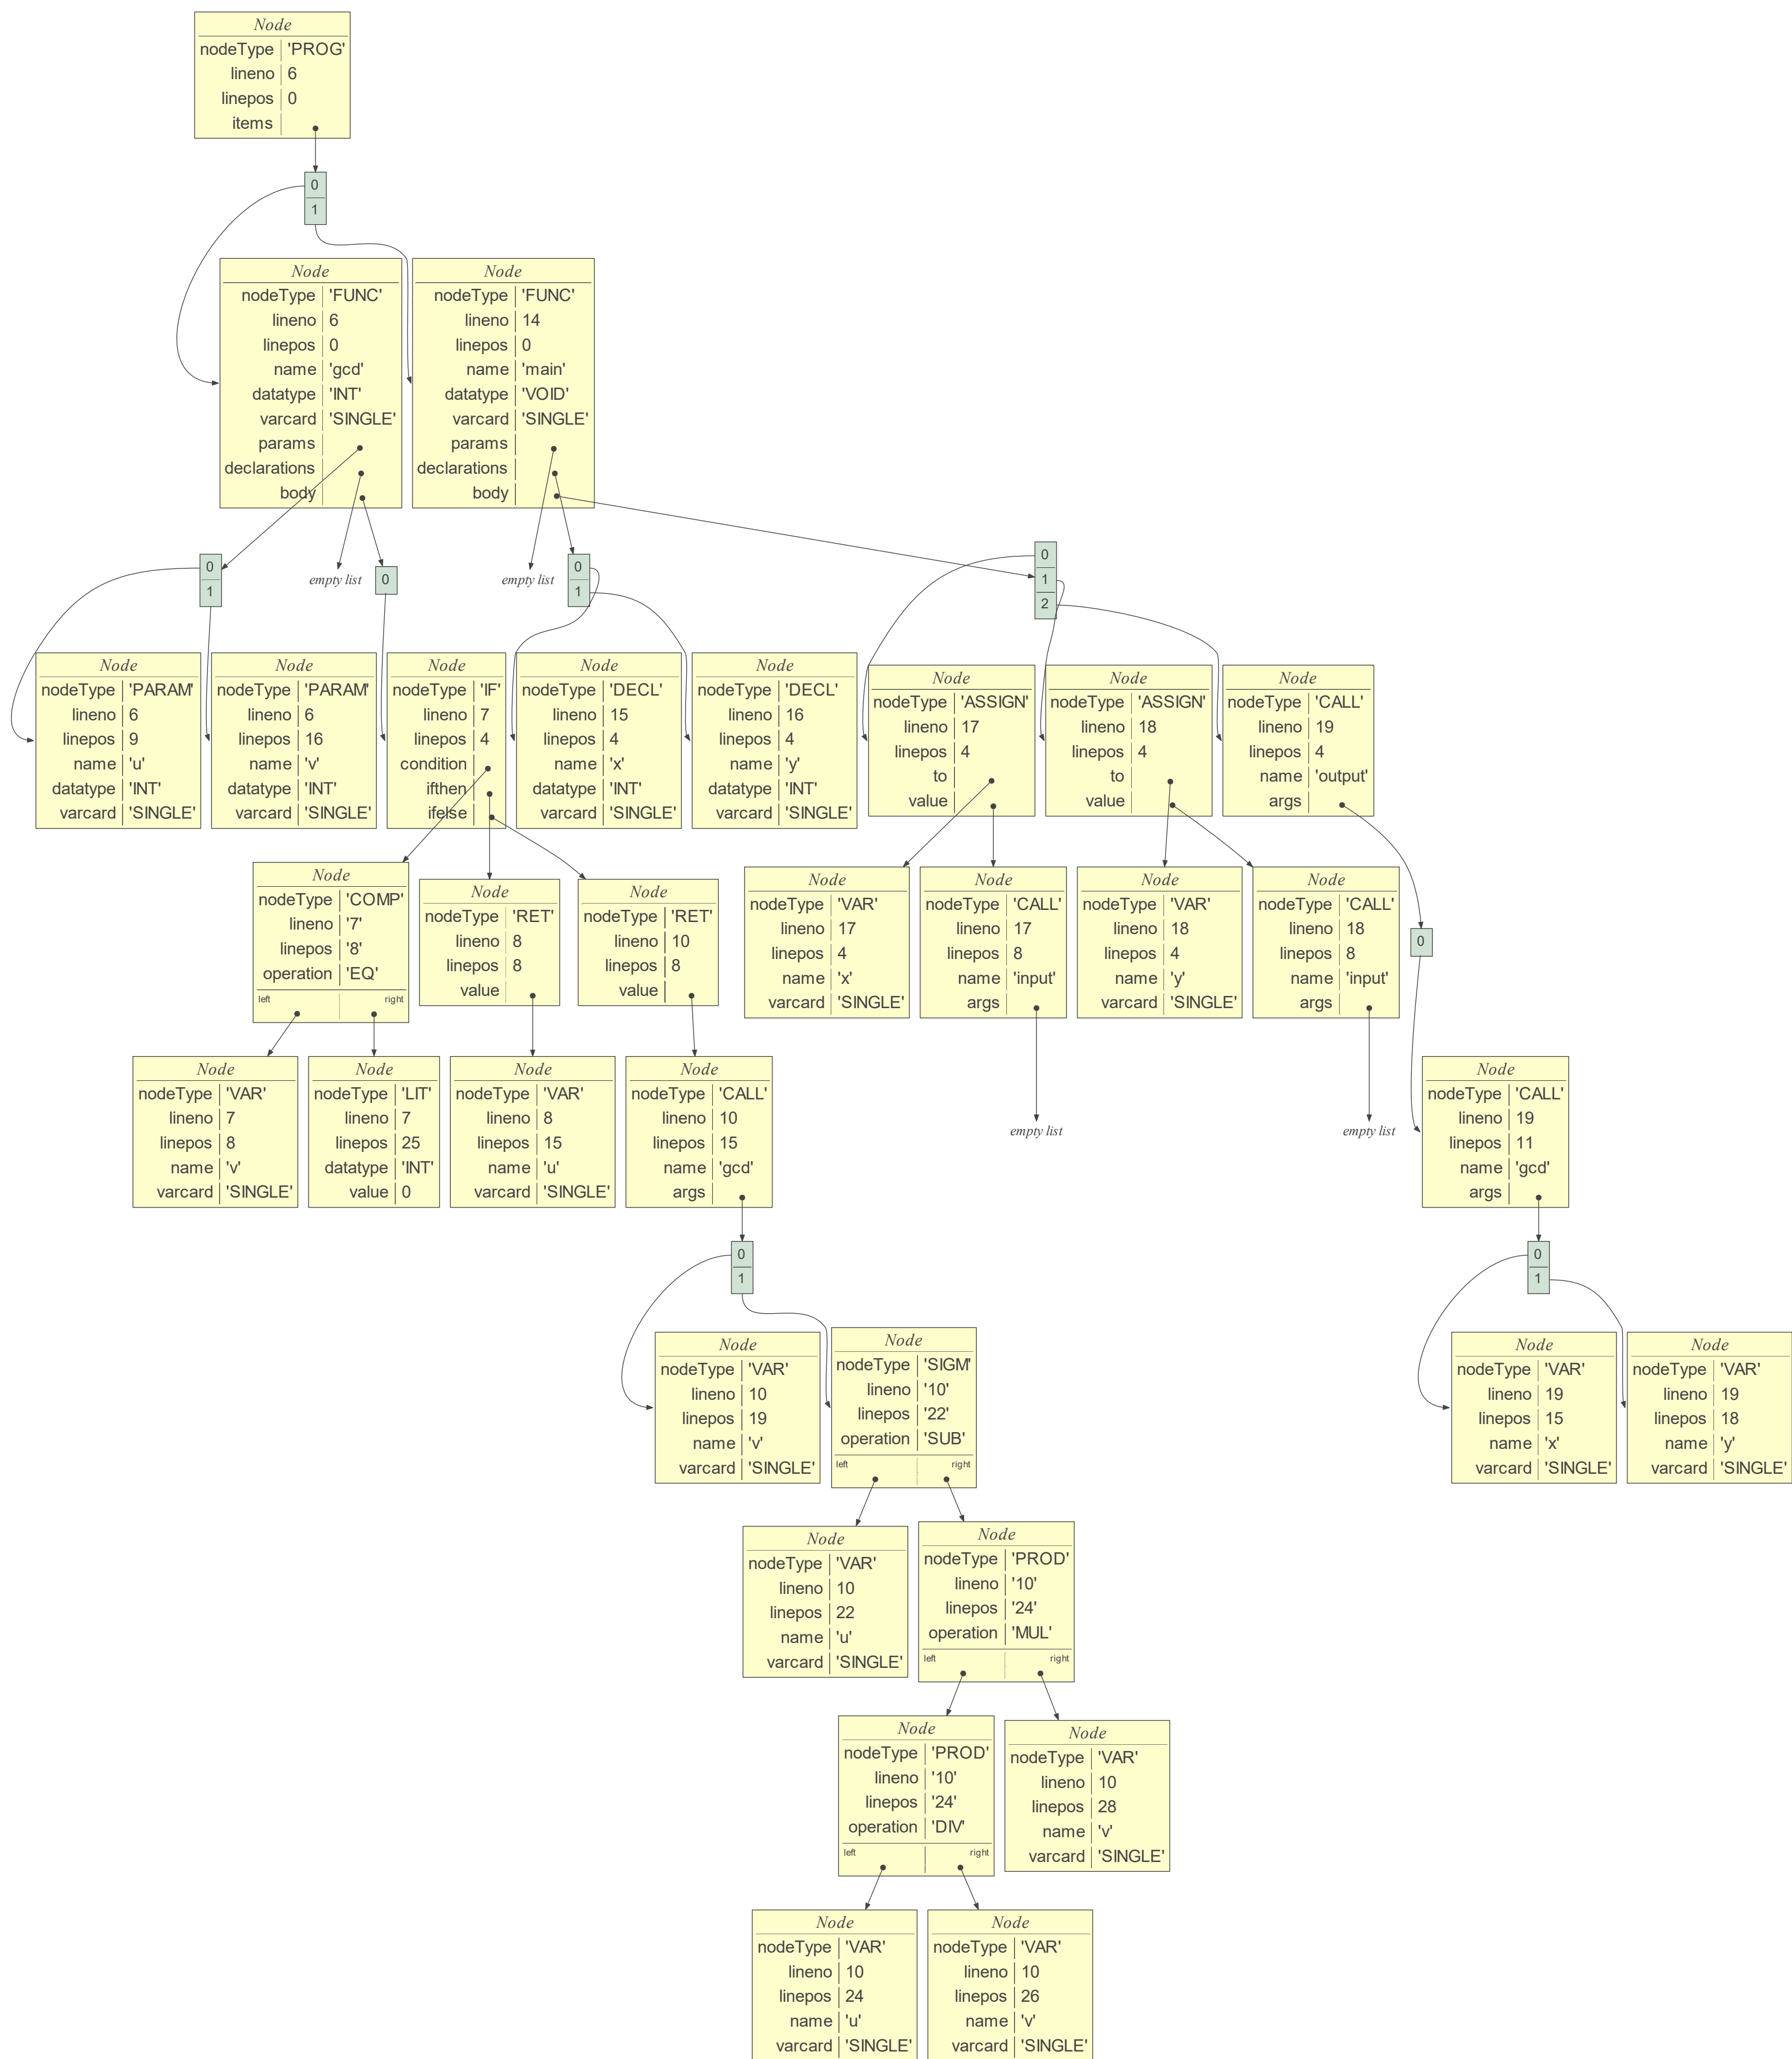 Node
nodeType 'PROG'
lineno 6
linepos 0
items
0
1
Node
nodeType 'FUNC'
lineno 6
linepos 0
name 'gcd'
datatype 'INT'
varcard 'SINGLE'
params
declarations
body
Node
nodeType 'FUNC'
lineno 14
linepos 0
name 'main'
datatype 'VOID'
varcard 'SINGLE'
params
declarations
body
0
1
empty list
0
empty list
0
1
0
1
2
Node
nodeType 'PARAM'
lineno 6
linepos 9
name 'u'
datatype 'INT'
varcard 'SINGLE'
Node
nodeType 'PARAM'
lineno 6
linepos 16
name 'v'
datatype 'INT'
varcard 'SINGLE'
Node
nodeType 'IF'
lineno 7
linepos 4
condition
ifthen
ifelse
Node
nodeType 'DECL'
lineno 15
linepos 4
name 'x'
datatype 'INT'
varcard 'SINGLE'
Node
nodeType 'DECL'
lineno 16
linepos 4
name 'y'
datatype 'INT'
varcard 'SINGLE'
Node
nodeType 'ASSIGN'
lineno 17
linepos 4
to
value
Node
nodeType 'ASSIGN'
lineno 18
linepos 4
to
value
Node
nodeType 'CALL'
lineno 19
linepos 4
name 'output'
args
Node
nodeType 'COMP'
lineno '7'
linepos '8'
operation 'EQ'
left right
Node
nodeType 'RET'
lineno 8
linepos 8
value
Node
nodeType 'RET'
lineno 10
linepos 8
value
Node
nodeType 'VAR'
lineno 17
linepos 4
name 'x'
varcard 'SINGLE'
Node
nodeType 'CALL'
lineno 17
linepos 8
name 'input'
args
Node
nodeType 'VAR'
lineno 18
linepos 4
name 'y'
varcard 'SINGLE'
Node
nodeType 'CALL'
lineno 18
linepos 8
name 'input'
args
0
Node
nodeType 'VAR'
lineno 7
linepos 8
name 'v'
varcard 'SINGLE'
Node
nodeType 'LIT'
lineno 7
linepos 25
datatype 'INT'
value 0
Node
nodeType 'VAR'
lineno 8
linepos 15
name 'u'
varcard 'SINGLE'
Node
nodeType 'CALL'
lineno 10
linepos 15
name 'gcd'
args
empty list
empty list
Node
nodeType 'CALL'
lineno 19
linepos 11
name 'gcd'
args
0
1
0
1
Node
nodeType 'VAR'
lineno 10
linepos 19
name 'v'
varcard 'SINGLE'
Node
nodeType 'SIGM'
lineno '10'
linepos '22'
operation 'SUB'
left right
Node
nodeType 'VAR'
lineno 19
linepos 15
name 'x'
varcard 'SINGLE'
Node
nodeType 'VAR'
lineno 19
linepos 18
name 'y'
varcard 'SINGLE'
Node
nodeType 'VAR'
lineno 10
linepos 22
name 'u'
varcard 'SINGLE'
Node
nodeType 'PROD'
lineno '10'
linepos '24'
operation 'MUL'
left right
Node
nodeType 'PROD'
lineno '10'
linepos '24'
operation 'DIV'
left right
Node
nodeType 'VAR'
lineno 10
linepos 28
name 'v'
varcard 'SINGLE'
Node
nodeType 'VAR'
lineno 10
linepos 24
name 'u'
varcard 'SINGLE'
Node
nodeType 'VAR'
lineno 10
linepos 26
name 'v'
varcard 'SINGLE'